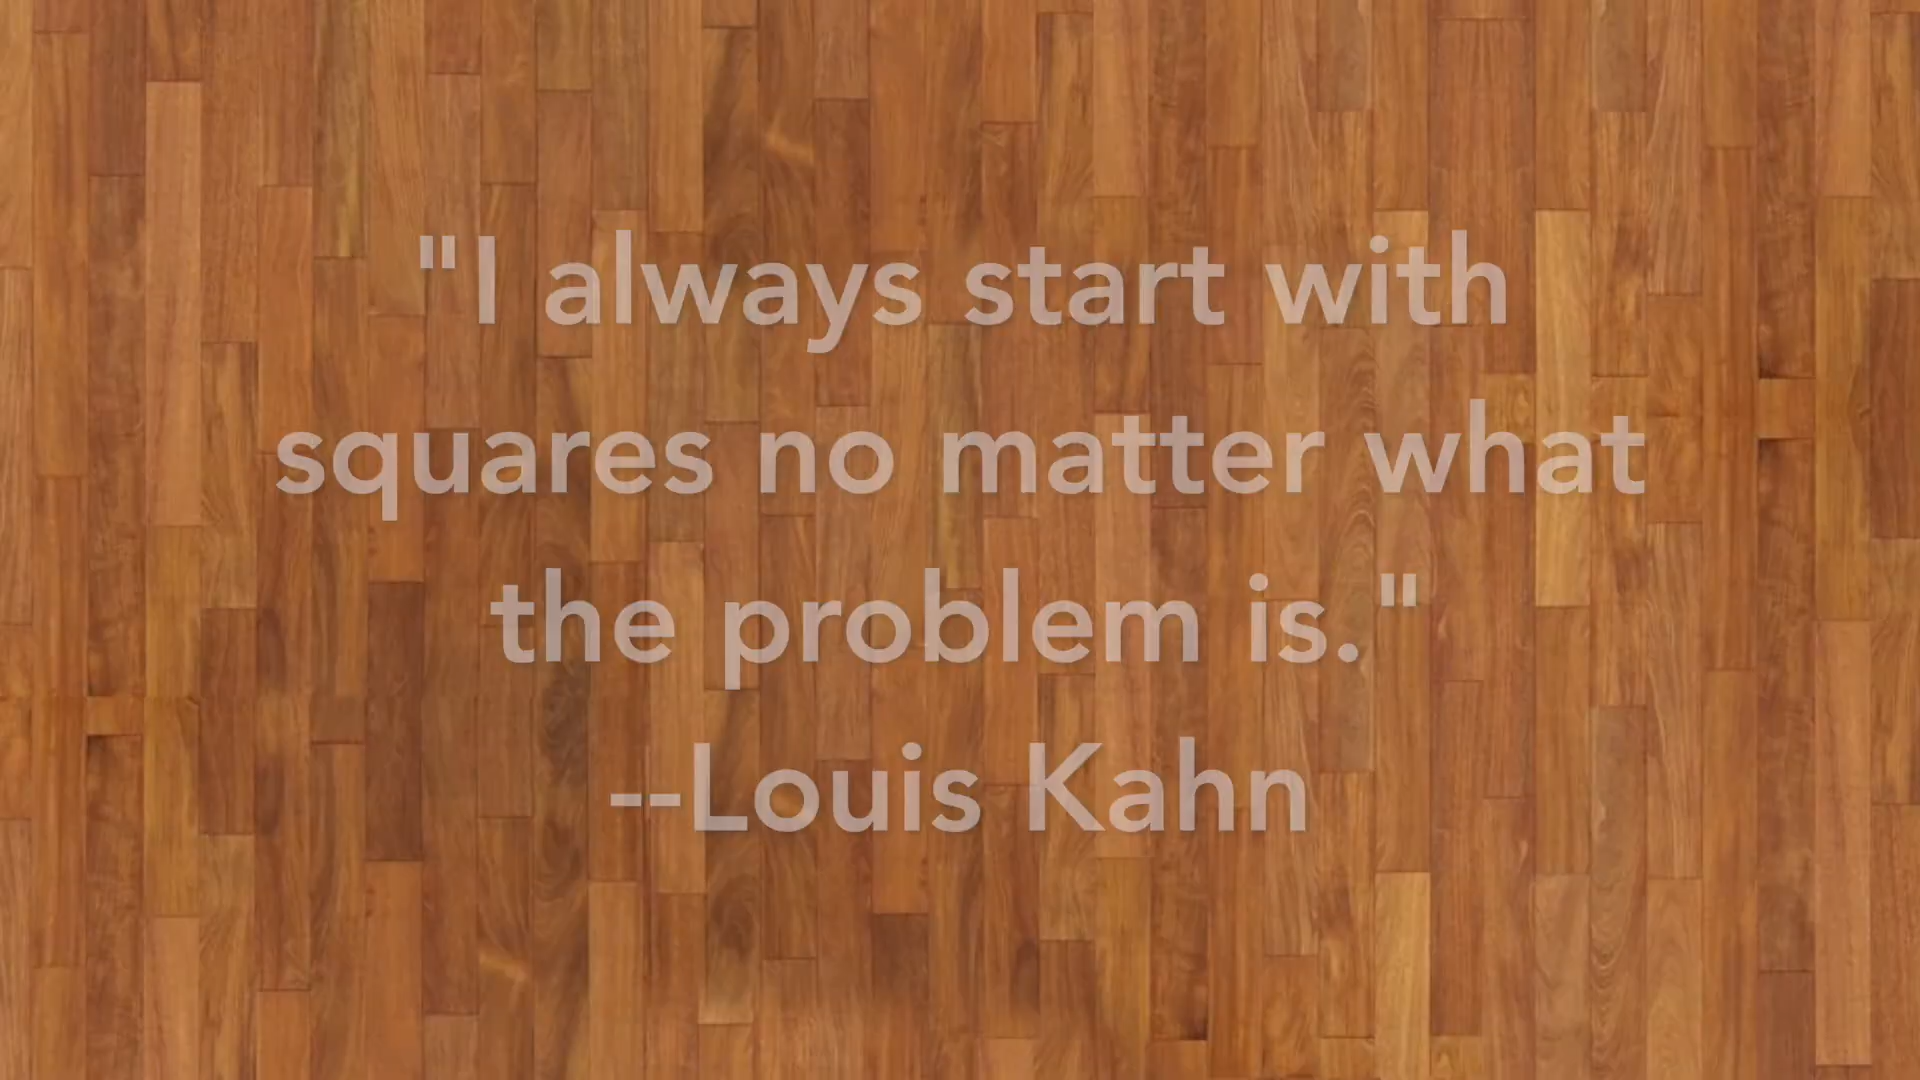 "I always start with
squares no matter what
the problem is."
--Louis Kahn